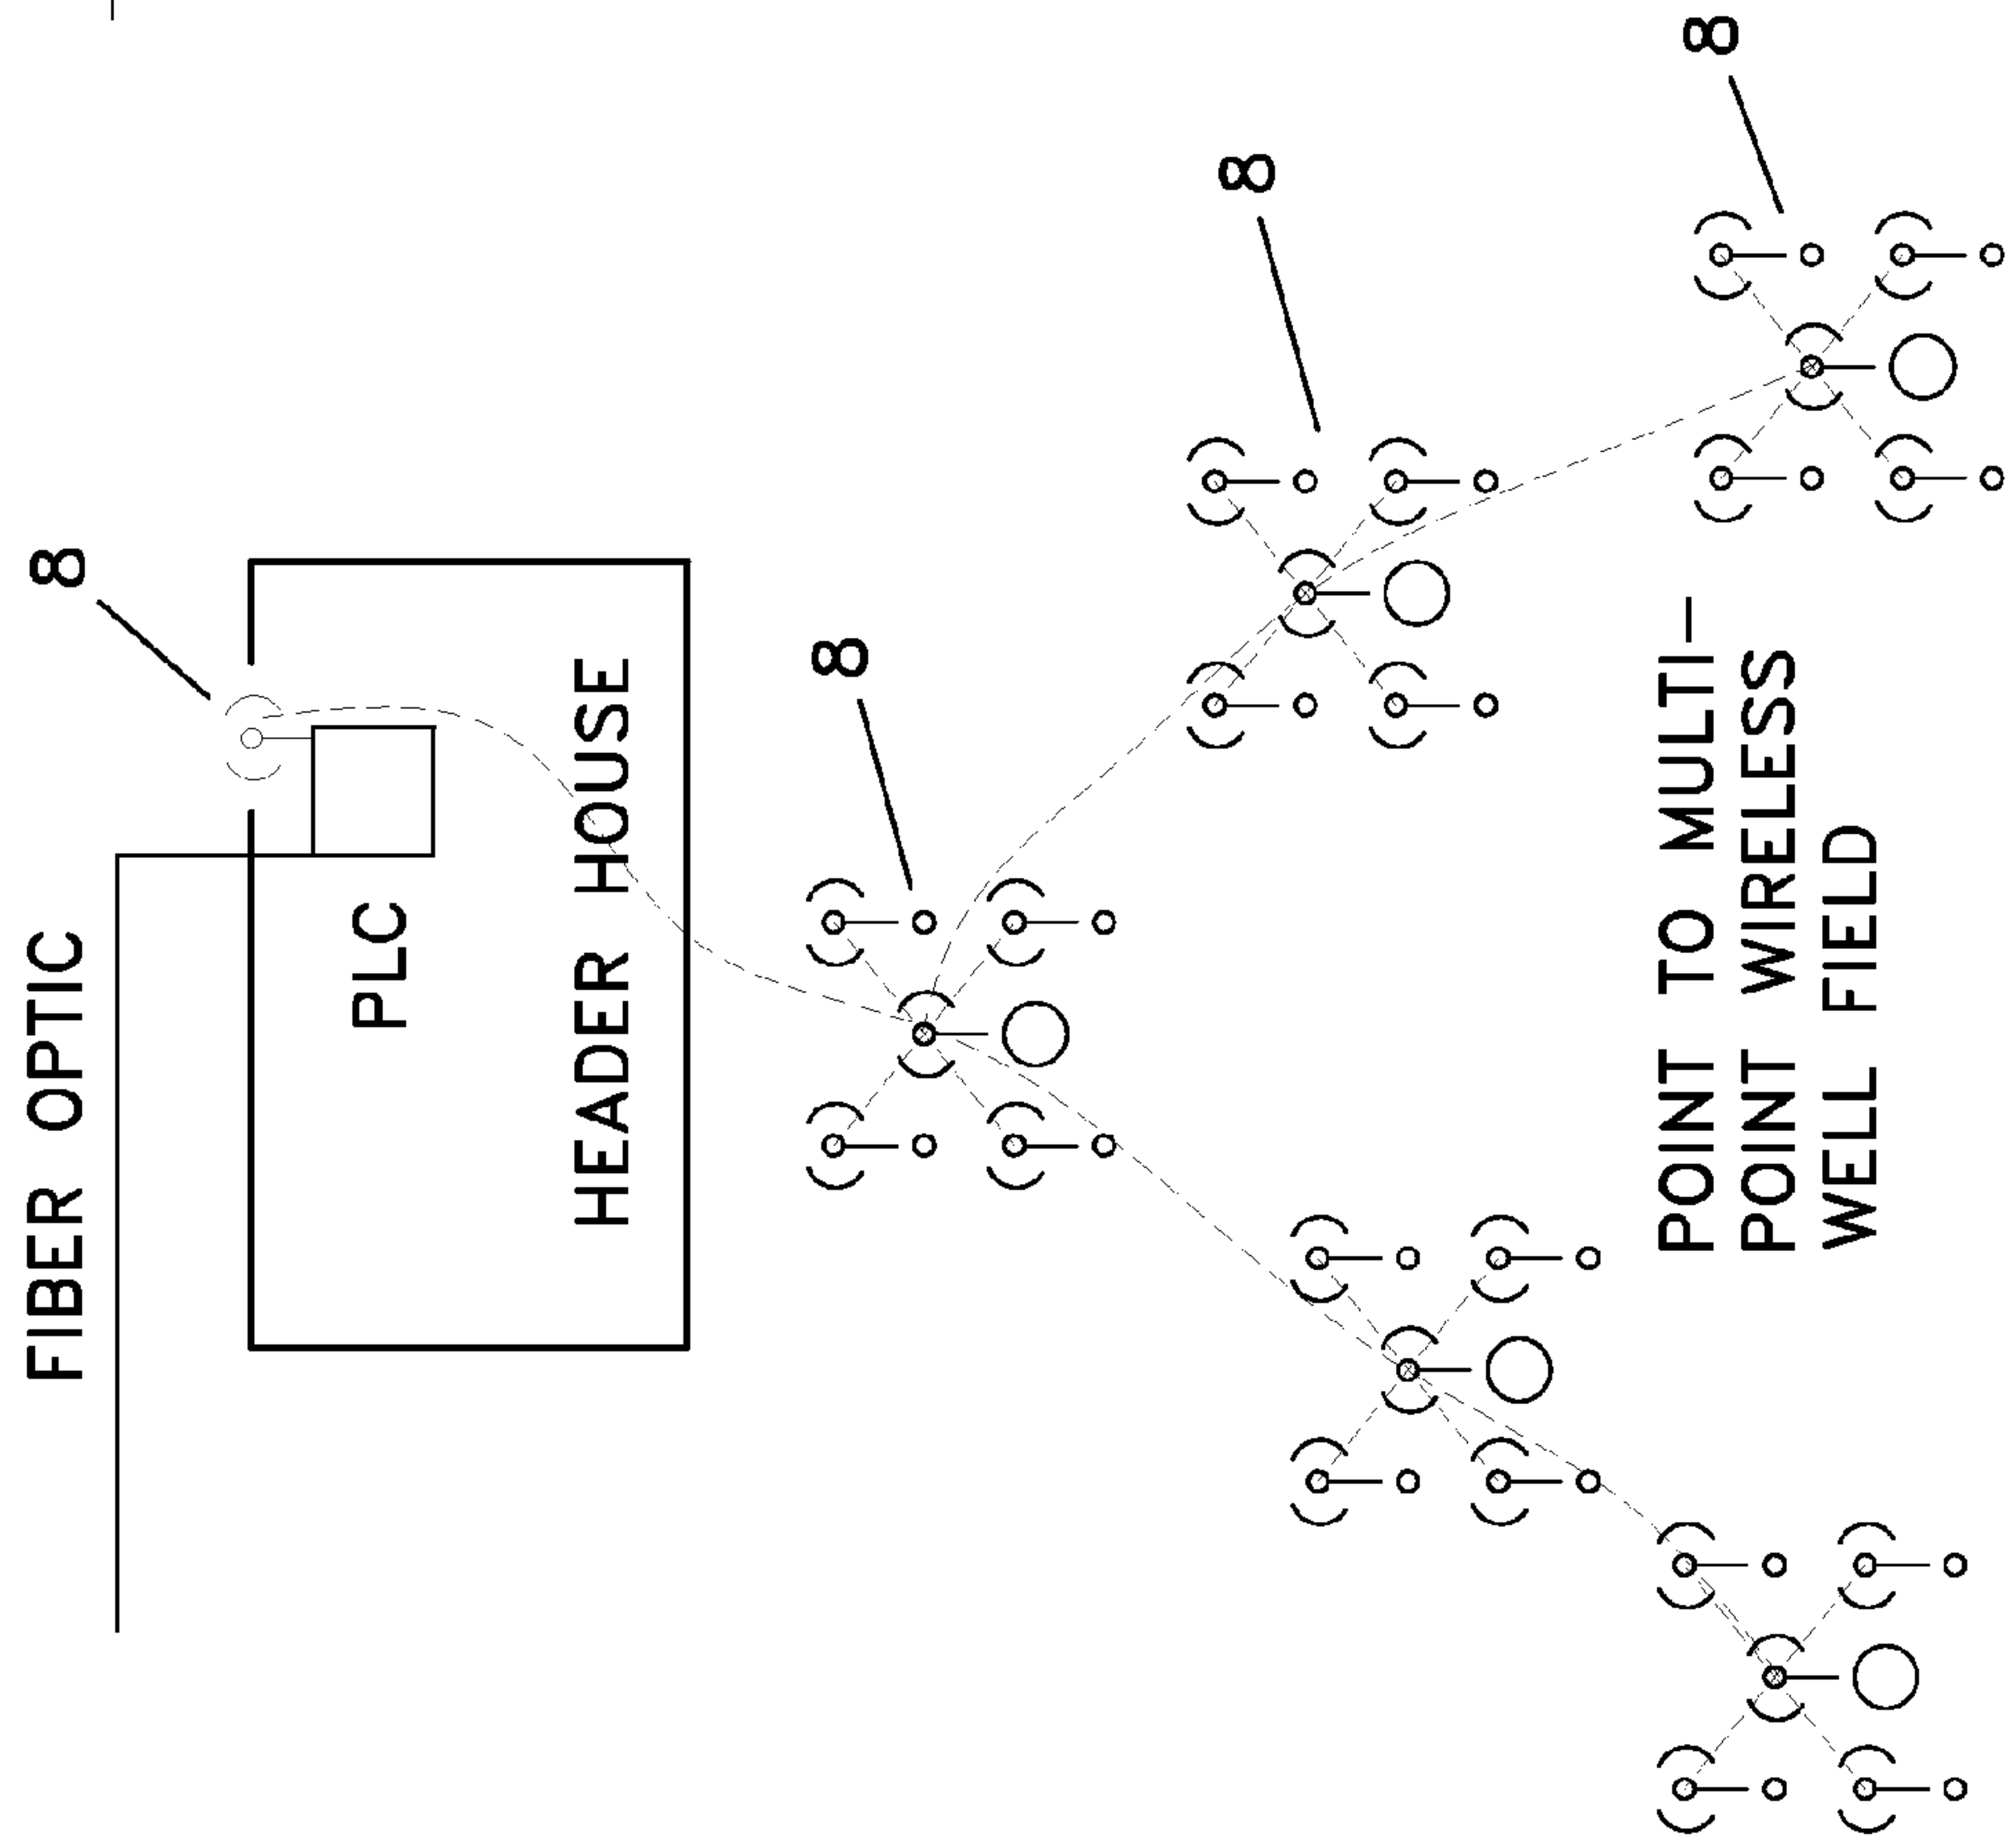 FIBER OPTIC
8
PLC
HEADER HOUSE
8
8
8
POINT TO MULTI—
POINT WIRELESS
WELL FIELD